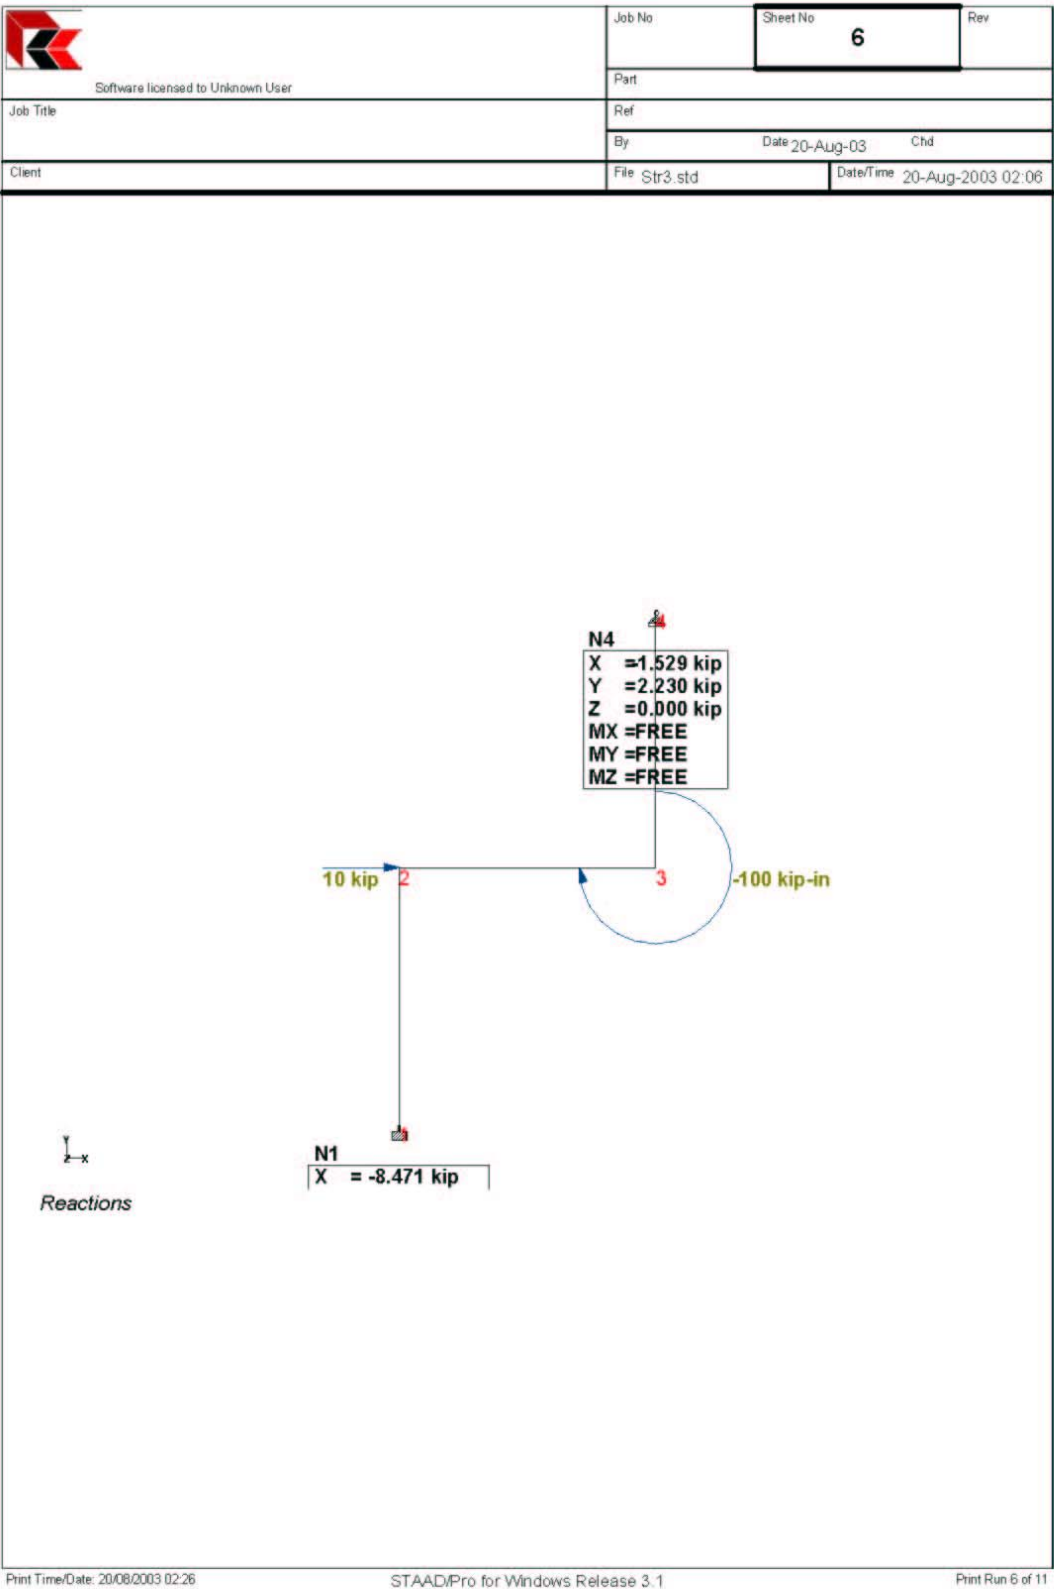 Job No
Sheet No
6
Rev
Software licensed to Unknown User
Part
Job Title
Ref
By
Date 20-Aug-03
Chd
Client
File Str3.std
Date/Time 20-Aug-2003 02:06
N4
X =-1.529 kip
Y =2.230 kip
Z =0.000 kip
MX =FREE
MY =FREE
MZ =FREE
10 kip
2
3
-100 kip-in
Y
Z X
N1
X = -8.471 kip
Reactions
Print Time/Date: 20/08/2003 02:26
STAAD/Pro for Windows Release 3.1
Print Run 6 of 11